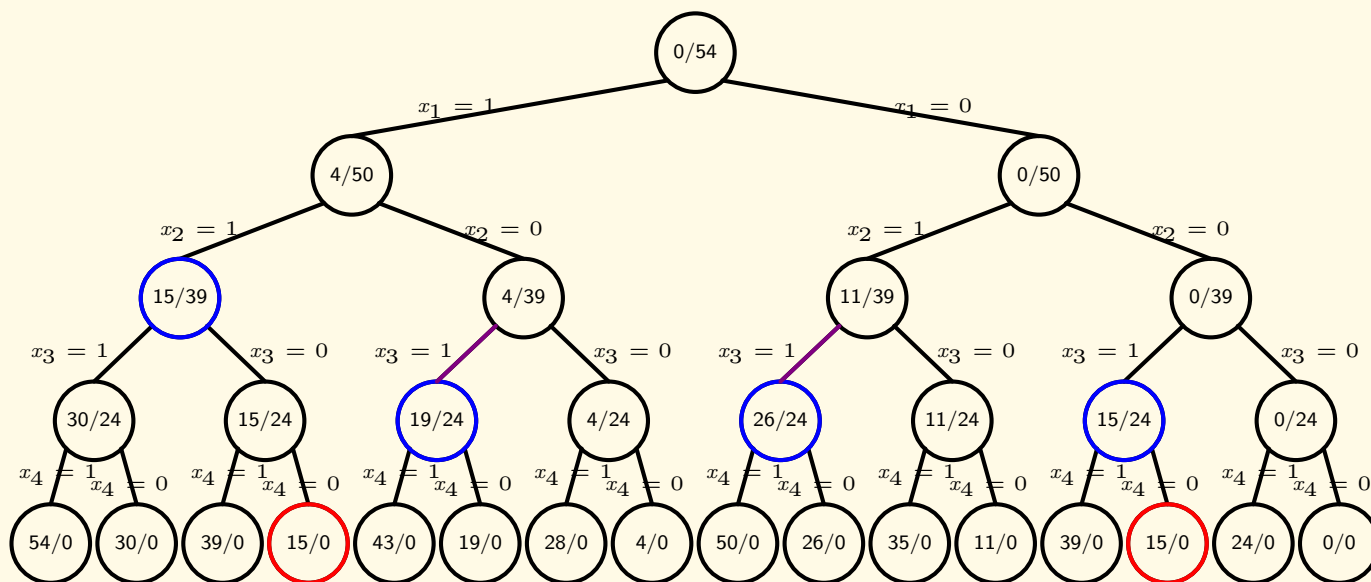 0/54
x₁ = 1 x₁ = 0
4/50 0/50
x₂ = 1 x₂ = 0 x₂ = 1 x₂ = 0
15/39 4/39 11/39 0/39
x₃ = 1 x₃ = 0 x₃ = 1 x₃ = 0 x₃ = 1 x₃ = 0 x₃ = 1 x₃ = 0
30/24 15/24 19/24 4/24 26/24 11/24 15/24 0/24
x₄ = 1 x₄ = 0 x₄ = 1 x₄ = 0 x₄ = 1 x₄ = 0 x₄ = 1 x₄ = 0 x₄ = 1 x₄ = 0 x₄ = 1 x₄ = 0 x₄ = 1 x₄ = 0 x₄ = 1 x₄ = 0
54/0 30/0 39/0 15/0 43/0 19/0 28/0 4/0 50/0 26/0 35/0 11/0 39/0 15/0 24/0 0/0